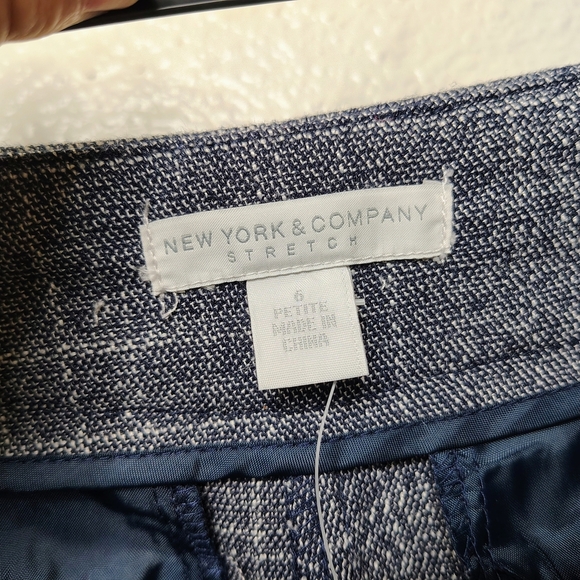 NEW YORK & COMPANY
STRETCH
6
PETITE
MADE IN
CHINA